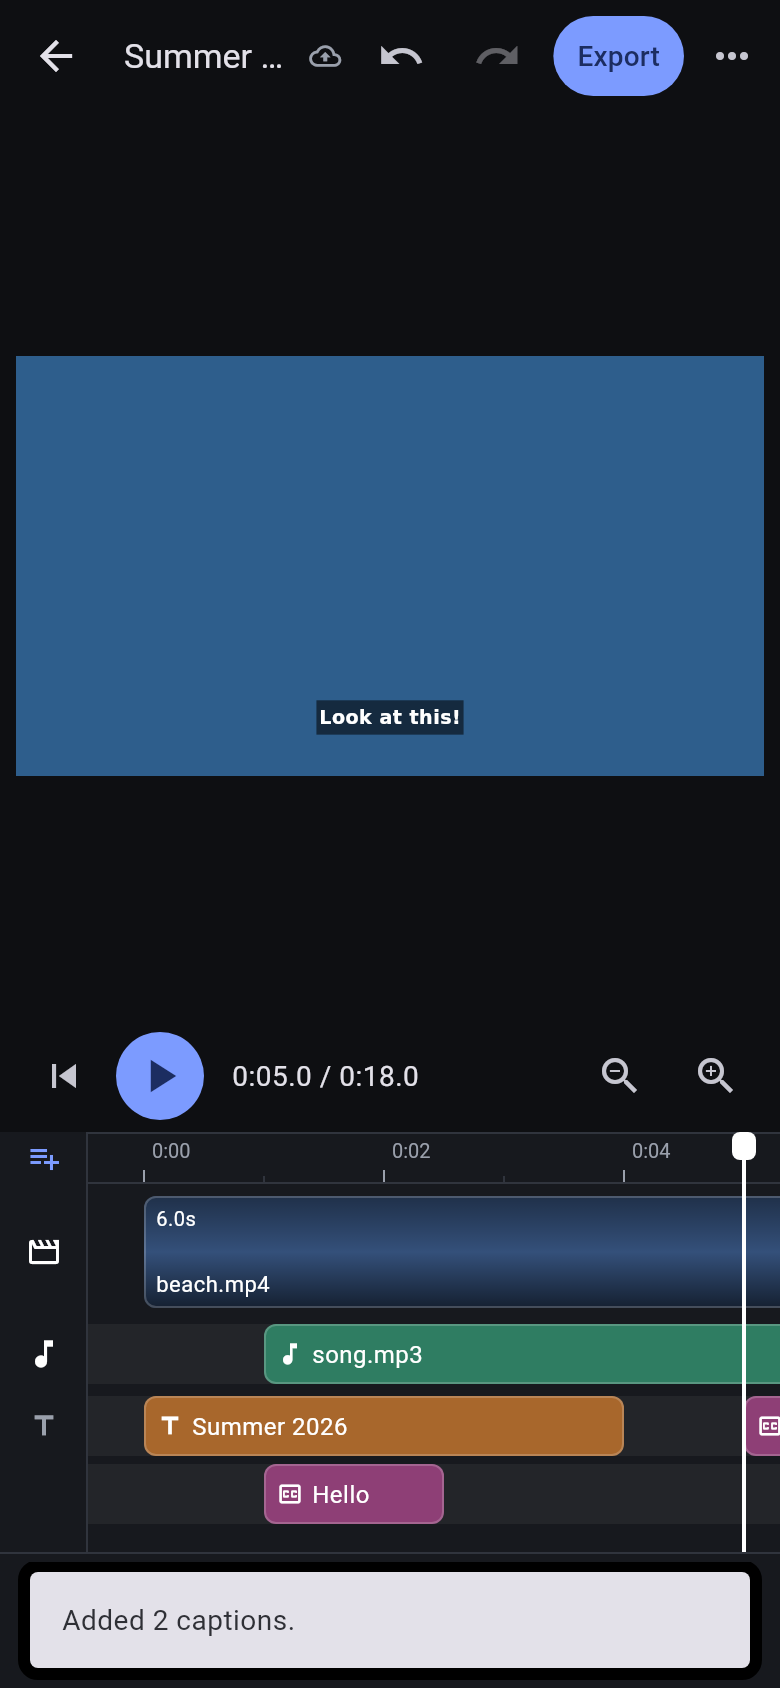 Summer ...
Export
Look at this!
0:05.0 / 0:18.0
0:00
0:02
0:04
6.0s
beach.mp4
song.mp3
Summer 2026
Hello
Added 2 captions.